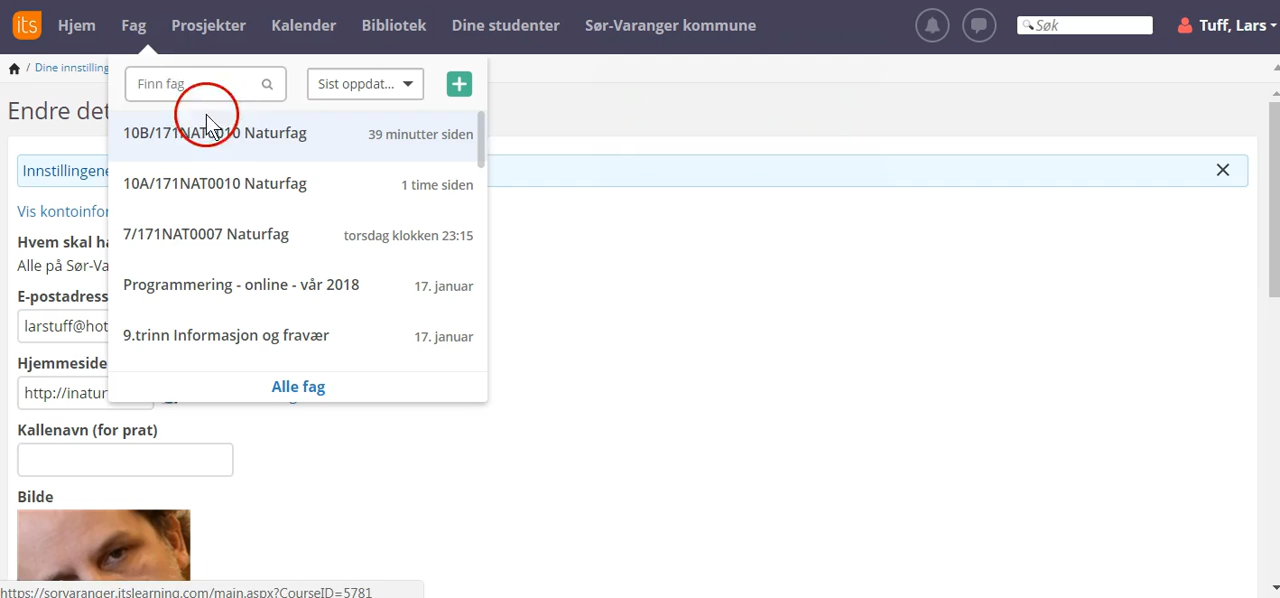 its Hjem Fag Prosjekter Kalender Bibliotek Dine studenter Sør-Varanger kommune Søk Tuff, Lars
/ Dine innstilling
Finn fag Sist oppdat...
Endre det
10B/171NAT0010 Naturfag 39 minutter siden
Innstillingene
10A/171NAT0010 Naturfag 1 time siden
Vis kontoinfor
7/171NAT0007 Naturfag torsdag klokken 23:15
Hvem skal ha
Alle på Sør-Va
Programmering - online - vår 2018 17. januar
E-postadress
larstuff@hot
9.trinn Informasjon og fravær 17. januar
Hjemmeside
Alle fag
http://inatur
Kallenavn (for prat)
Bilde
https://sorvaranger.itslearning.com/main.aspx?CourseID=5781